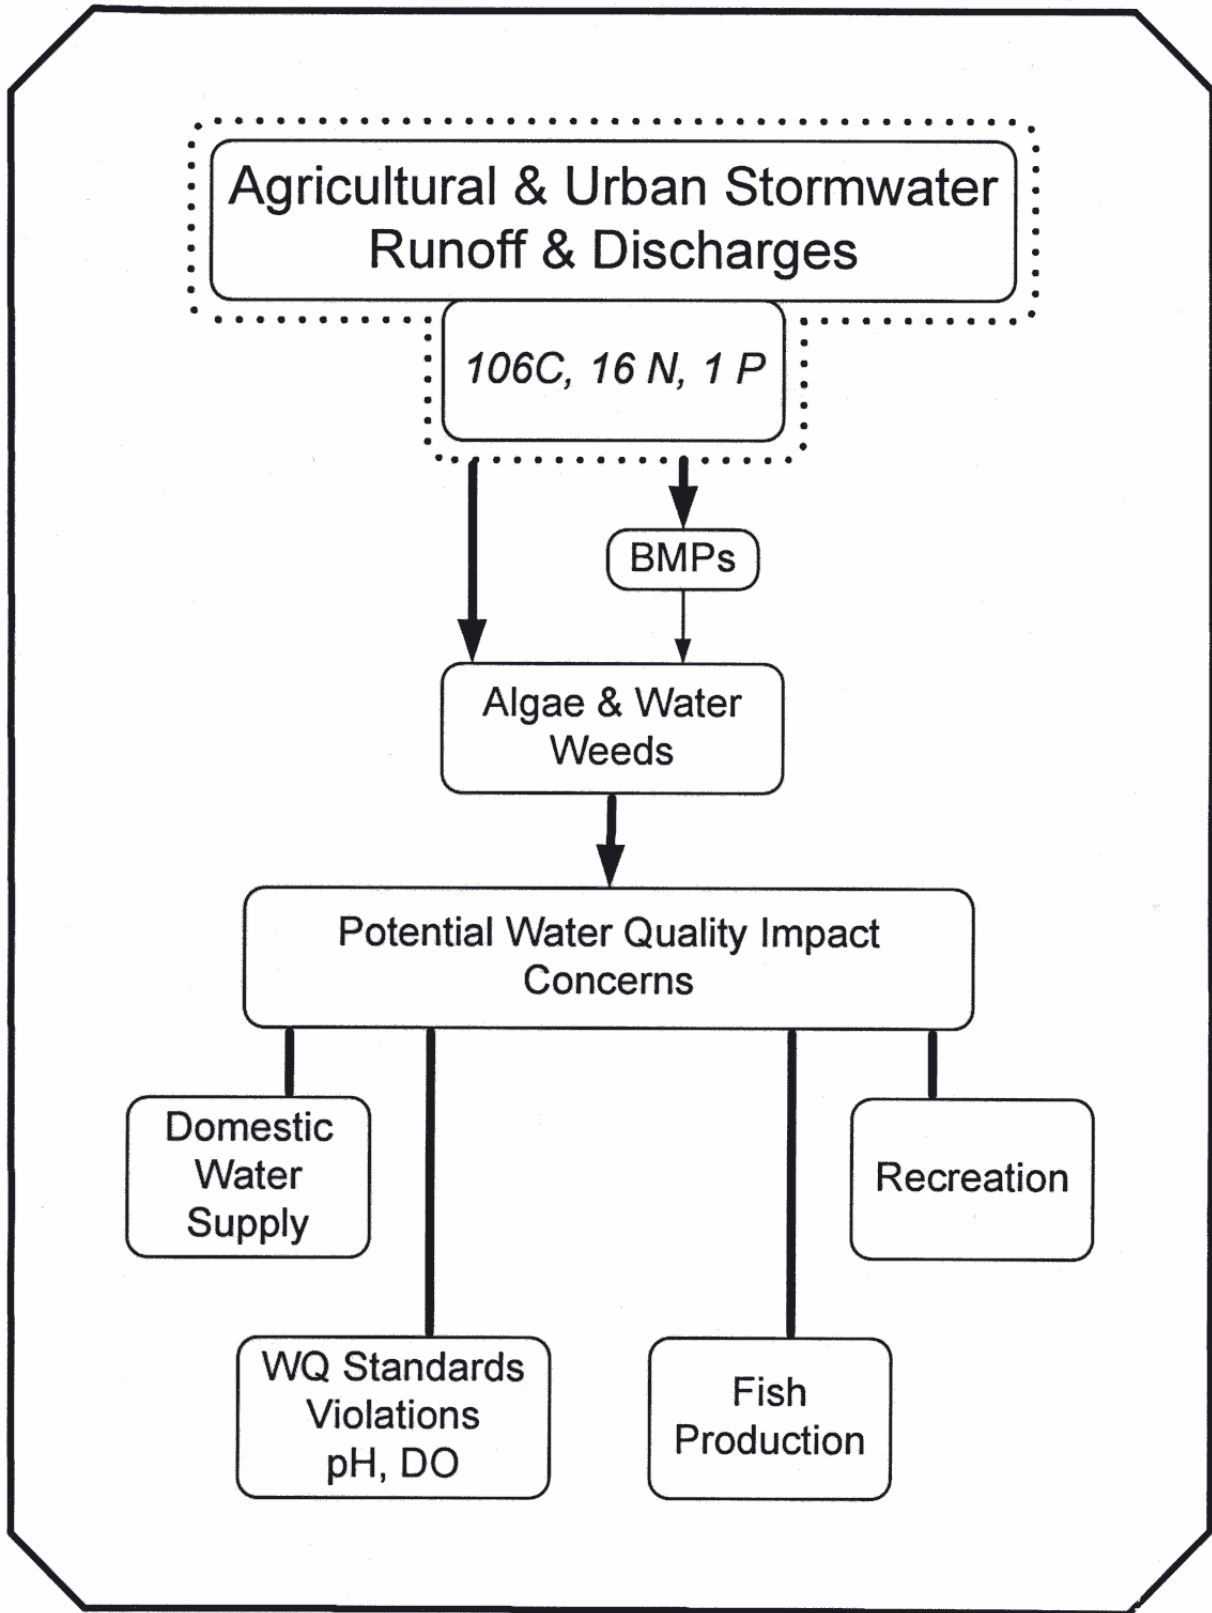 Agricultural & Urban Stormwater
Runoff & Discharges
106C, 16 N, 1 P
BMPs
Algae & Water
Weeds
Potential Water Quality Impact
Concerns
Domestic
Water
Supply
Recreation
WQ Standards
Violations
pH, DO
Fish
Production